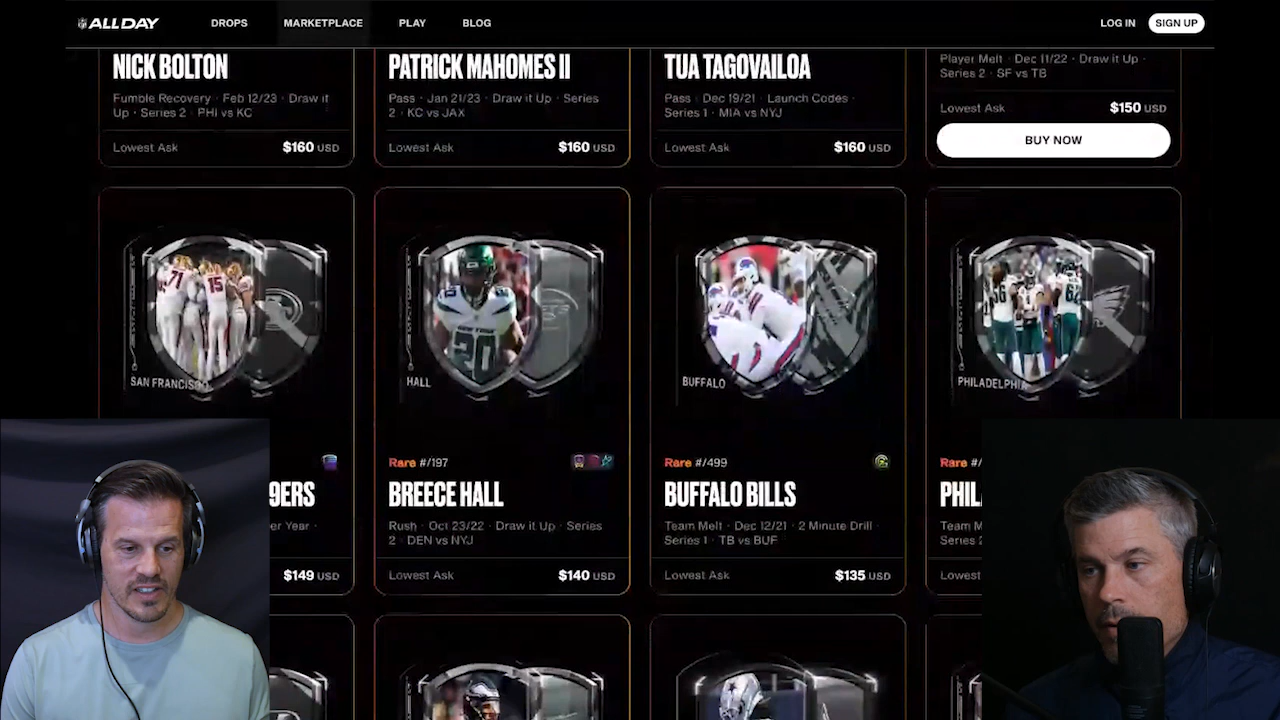 NFL ALL DAY DROPS MARKETPLACE PLAY BLOG LOG IN SIGN UP
NICK BOLTON
Fumble Recovery · Feb 12/23 · Draw it
Up · Series 2 · PHI vs KC
Lowest Ask $160 USD
PATRICK MAHOMES II
Pass · Jan 21/23 · Draw it Up · Series
2 · KC vs JAX
Lowest Ask $160 USD
TUA TAGOVAILOA
Pass · Dec 19/21 · Launch Codes ·
Series 1 · MIA vs NYJ
Lowest Ask $160 USD
Player Melt · Dec 11/22 · Draw it Up ·
Series 2 · SF vs TB
Lowest Ask $150 USD
BUY NOW
71
15
SAN FRANCISCO
9ERS
er Year ·
$149 USD
20
NEW YORK
20
HALL
Rare #/197
BREECE HALL
Rush · Oct 23/22 · Draw it Up · Series
2 · DEN vs NYJ
Lowest Ask $140 USD
BUFFALO
Rare #/499
BUFFALO BILLS
Team Melt · Dec 12/21 · 2 Minute Drill ·
Series 1 · TB vs BUF
Lowest Ask $135 USD
PHILADELPHIA
Rare #/
PHIL
Team M
Series 2
Lowest